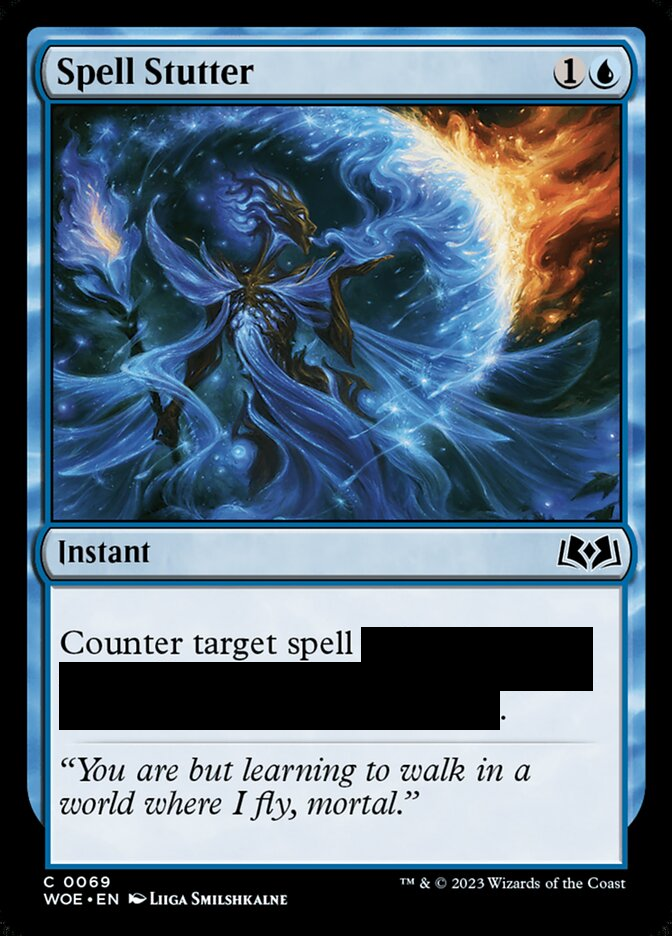 Spell Stutter 1
Instant
Counter target spell
.
“You are but learning to walk in a
world where I fly, mortal.”
C 0069
WOE • EN Liiga Smilshkalne
™ & © 2023 Wizards of the Coast